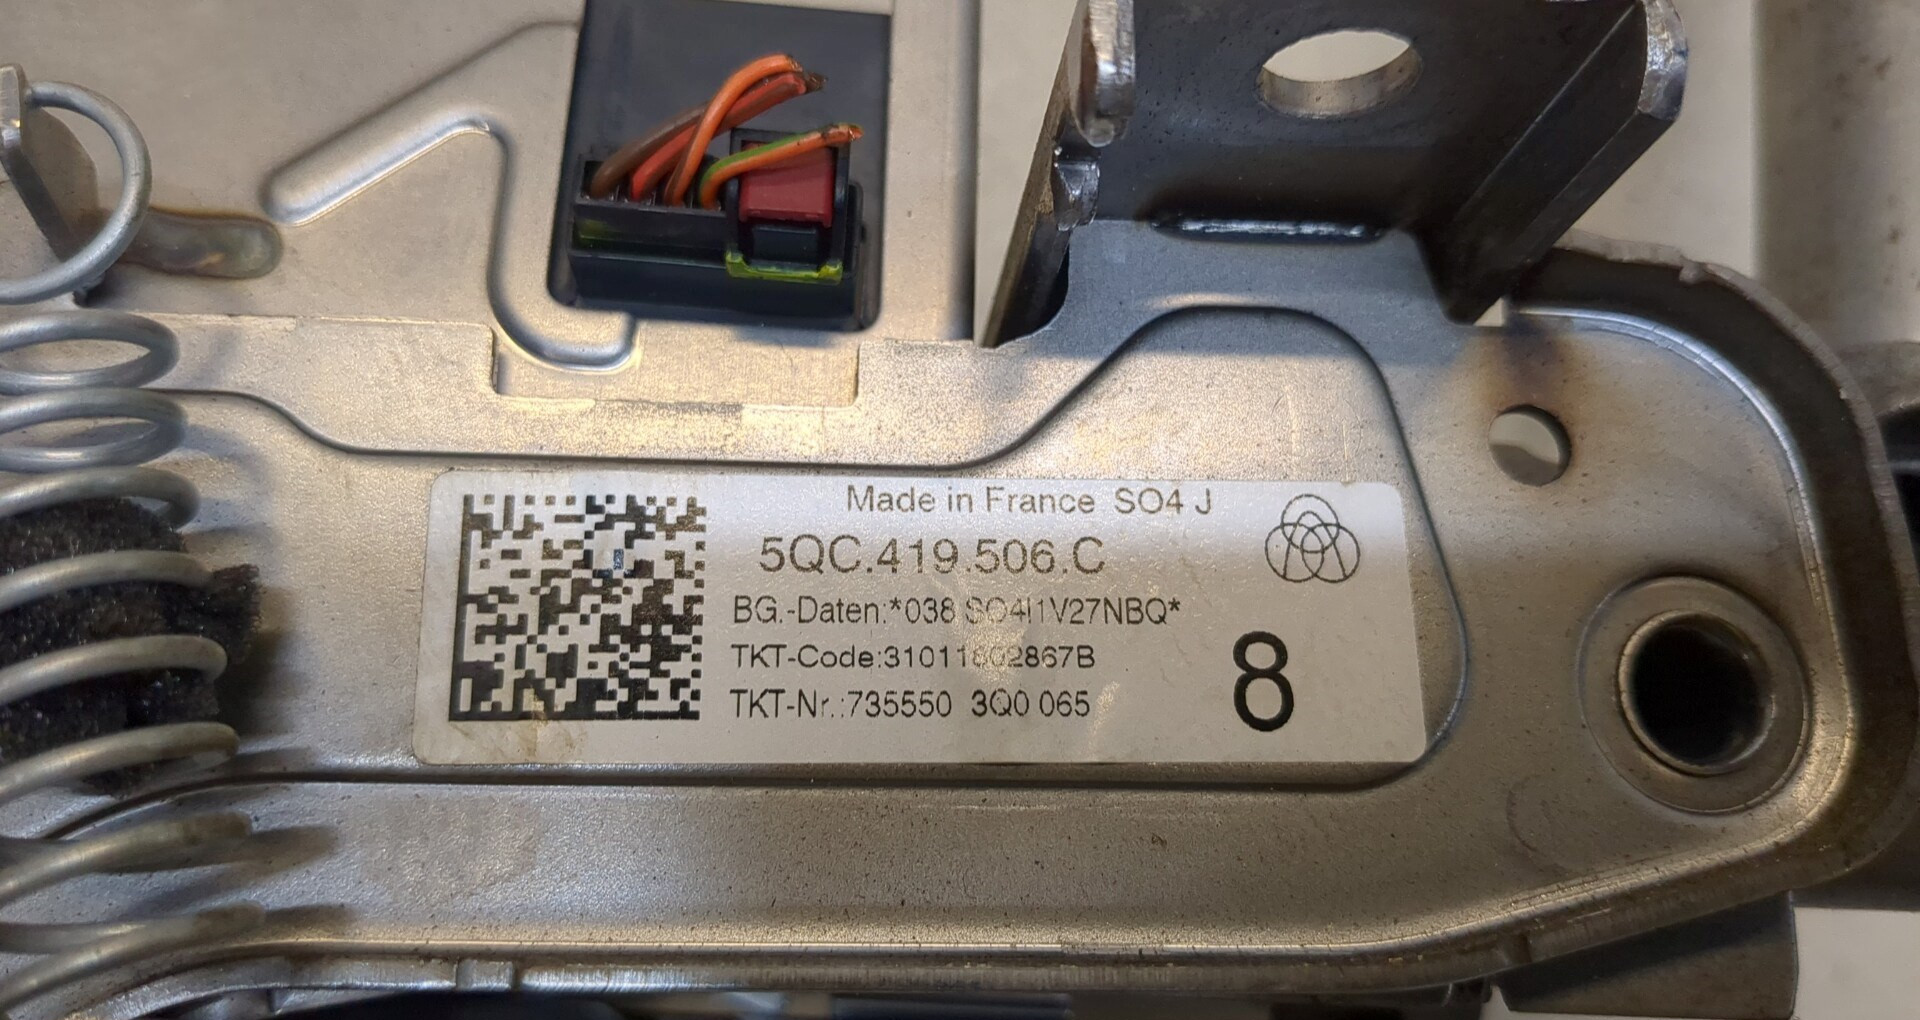 Made in France SO4 J
5QC.419.506.C
BG.-Daten:*038 SO4I1V27NBQ*
TKT-Code:31011802867B
TKT-Nr.:735550 3Q0 065
8